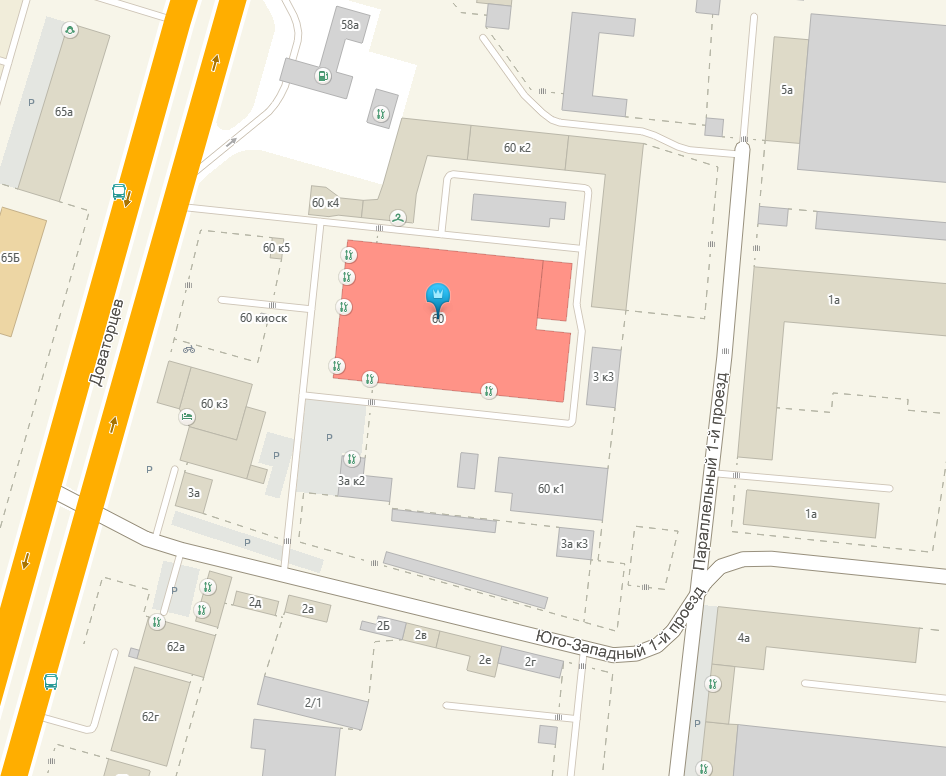 58а
P
65а
5а
60 к2
60 к4
65Б
60 к5
1а
60 киоск
60
Доваторцев
3 к3
60 к3
Параллельный 1-й проезд
P
P
P
3а к2
3а
60 к1
1а
P
3а к3
P
2д
2а
2Б
2в
Юго-Западный 1-й проезд
4а
62а
2е
2г
2/1
62г
P